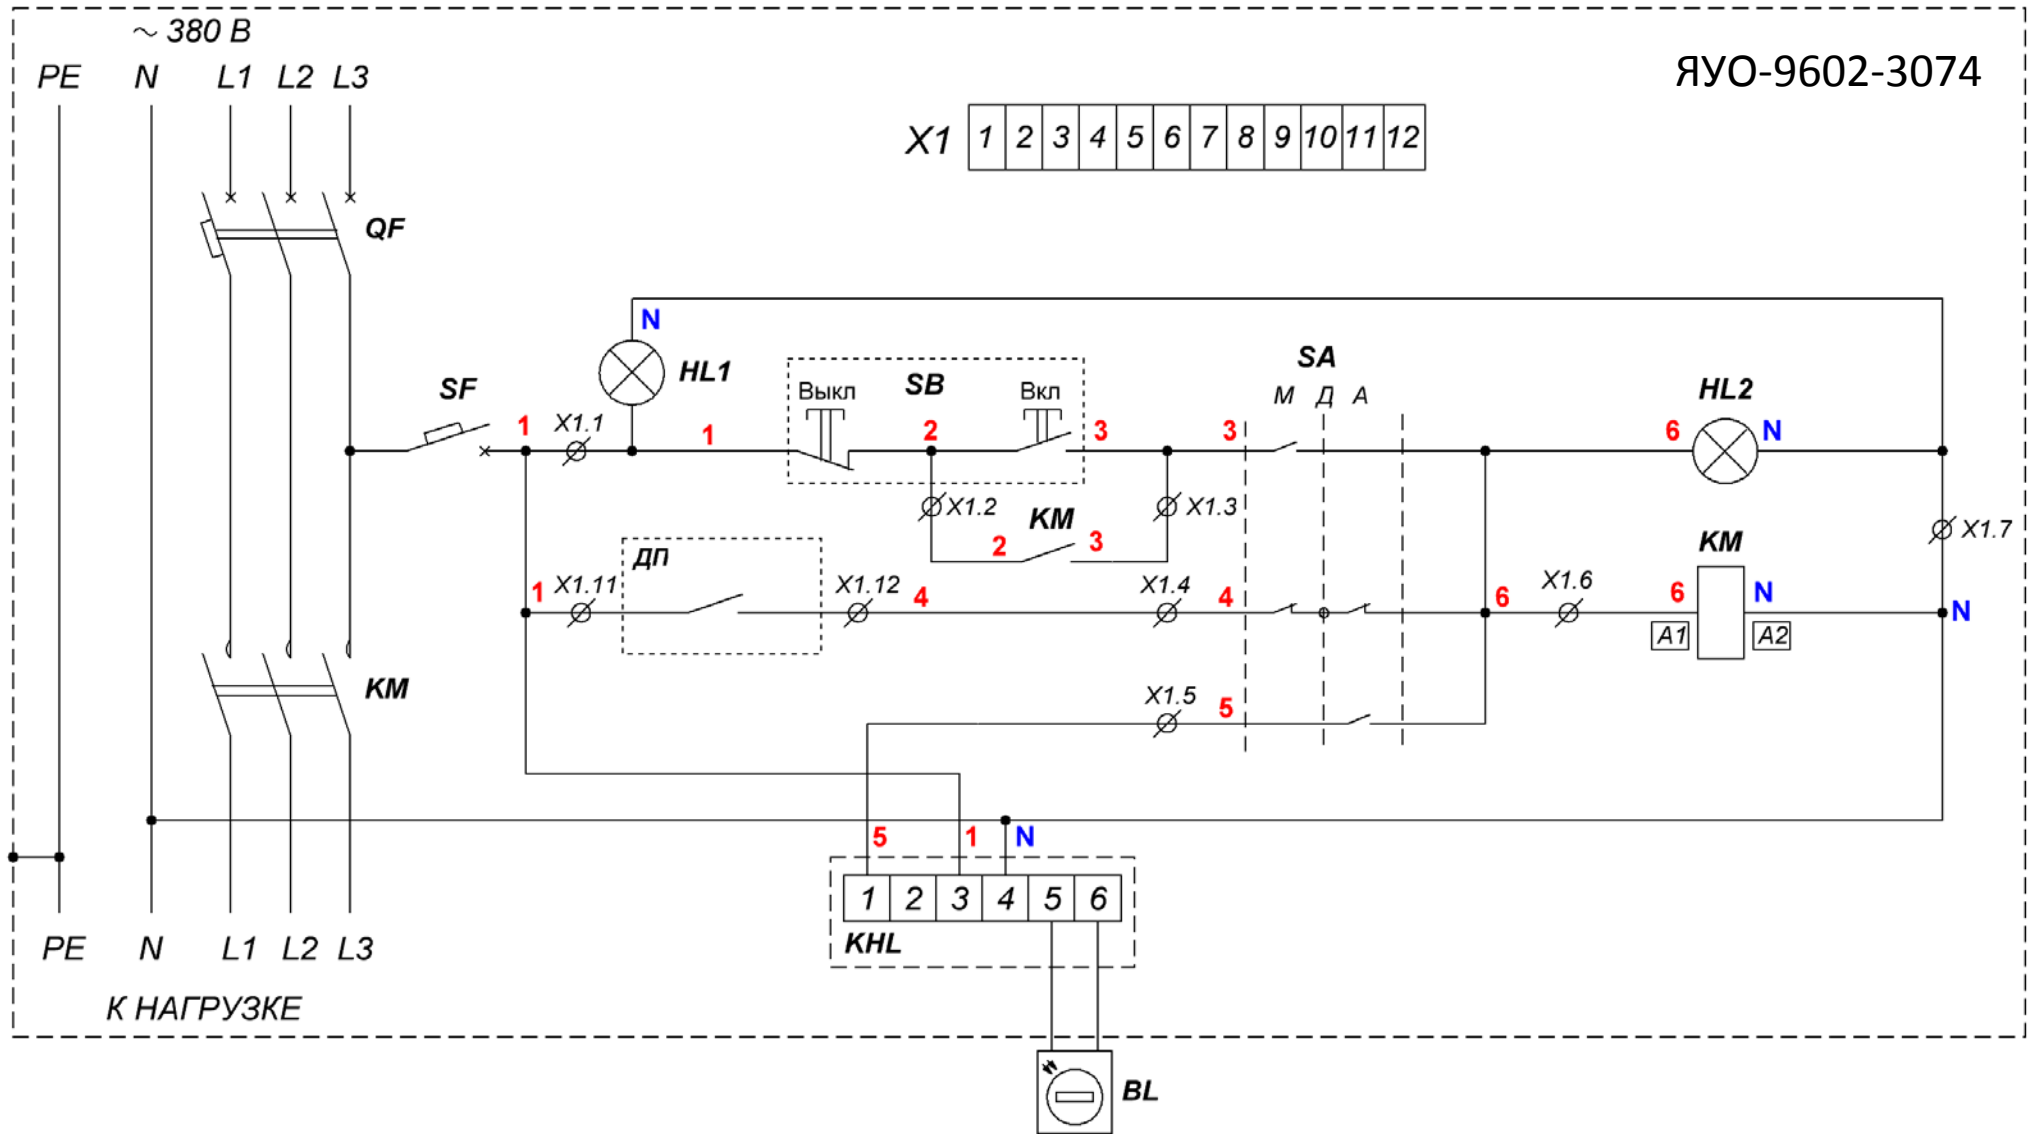 ~ 380 В
PE N L1 L2 L3
ЯУО-9602-3074
X1 1 2 3 4 5 6 7 8 9 10 11 12
QF
N
HL1
SF
1
X1.1
1
Выкл
SB
Вкл
2
3
SA
М Д А
3
HL2
6
N
X1.2
KM
X1.3
2
3
X1.7
ДП
1
X1.11
X1.12
4
X1.4
4
6
X1.6
KM
6
N
N
A1
A2
KM
X1.5
5
5
1
N
1 2 3 4 5 6
KHL
PE N L1 L2 L3
К НАГРУЗКЕ
BL